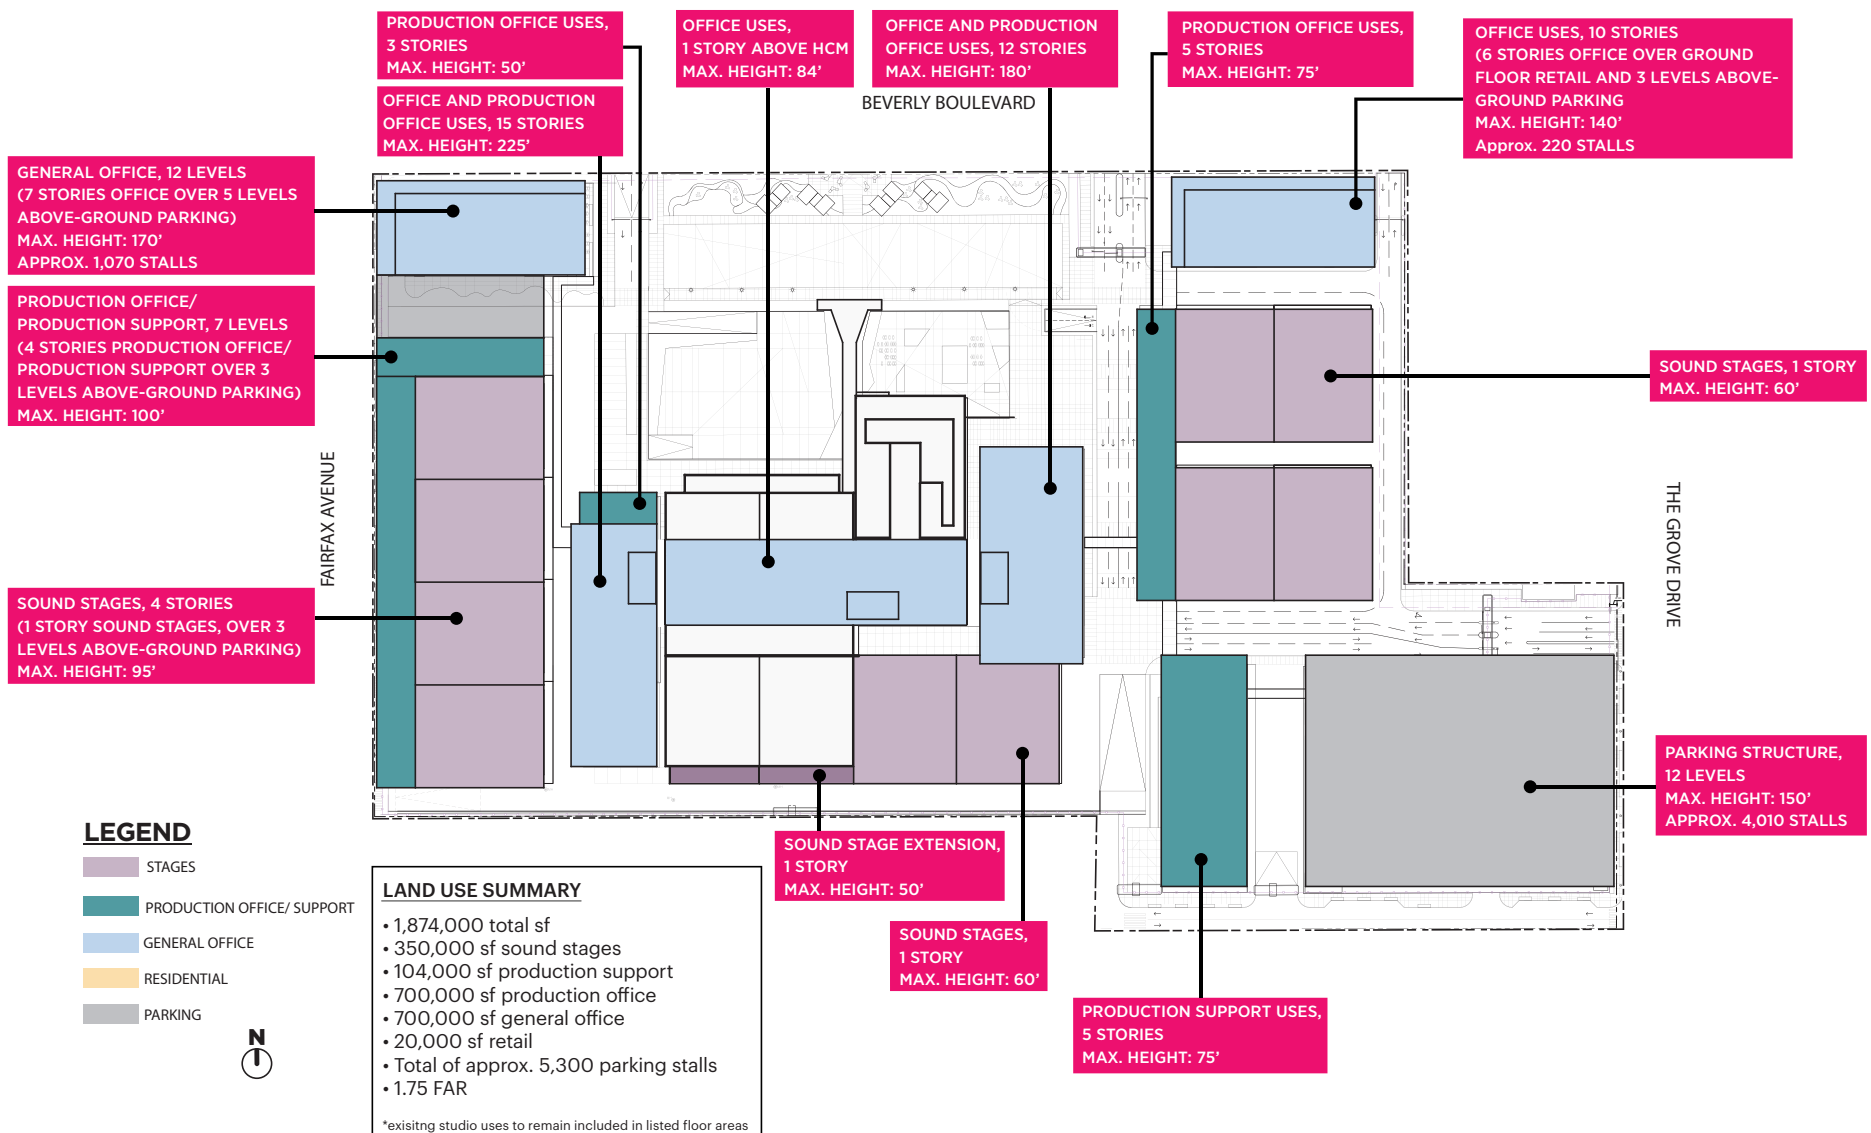 PRODUCTION OFFICE USES,
3 STORIES
MAX. HEIGHT: 50’
OFFICE USES,
1 STORY ABOVE HCM
MAX. HEIGHT: 84’
OFFICE AND PRODUCTION
OFFICE USES, 12 STORIES
MAX. HEIGHT: 180’
PRODUCTION OFFICE USES,
5 STORIES
MAX. HEIGHT: 75’
OFFICE USES, 10 STORIES
(6 STORIES OFFICE OVER GROUND
FLOOR RETAIL AND 3 LEVELS ABOVE-
GROUND PARKING
MAX. HEIGHT: 140’
Approx. 220 STALLS
OFFICE AND PRODUCTION
OFFICE USES, 15 STORIES
MAX. HEIGHT: 225’
BEVERLY BOULEVARD
GENERAL OFFICE, 12 LEVELS
(7 STORIES OFFICE OVER 5 LEVELS
ABOVE-GROUND PARKING)
MAX. HEIGHT: 170’
APPROX. 1,070 STALLS
PRODUCTION OFFICE/
PRODUCTION SUPPORT, 7 LEVELS
(4 STORIES PRODUCTION OFFICE/
PRODUCTION SUPPORT OVER 3
LEVELS ABOVE-GROUND PARKING)
MAX. HEIGHT: 100’
SOUND STAGES, 1 STORY
MAX. HEIGHT: 60’
FAIRFAX AVENUE
THE GROVE DRIVE
SOUND STAGES, 4 STORIES
(1 STORY SOUND STAGES, OVER 3
LEVELS ABOVE-GROUND PARKING)
MAX. HEIGHT: 95’
PARKING STRUCTURE,
12 LEVELS
MAX. HEIGHT: 150’
APPROX. 4,010 STALLS
SOUND STAGE EXTENSION,
1 STORY
MAX. HEIGHT: 50’
SOUND STAGES,
1 STORY
MAX. HEIGHT: 60’
PRODUCTION SUPPORT USES,
5 STORIES
MAX. HEIGHT: 75’
LEGEND
STAGES
PRODUCTION OFFICE/ SUPPORT
GENERAL OFFICE
RESIDENTIAL
PARKING
N
LAND USE SUMMARY
• 1,874,000 total sf
• 350,000 sf sound stages
• 104,000 sf production support
• 700,000 sf production office
• 700,000 sf general office
• 20,000 sf retail
• Total of approx. 5,300 parking stalls
• 1.75 FAR
*exisitng studio uses to remain included in listed floor areas